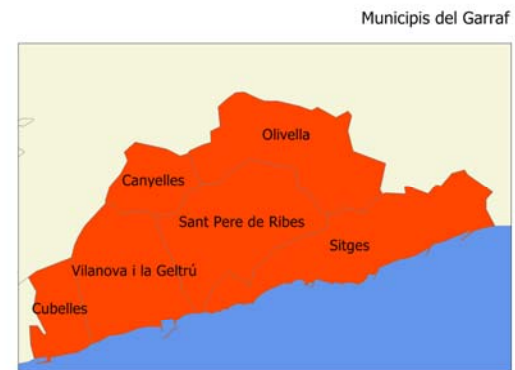 Municipis del Garraf
Olivella
Canyelles
Sant Pere de Ribes
Sitges
Vilanova i la Geltrú
Cubelles